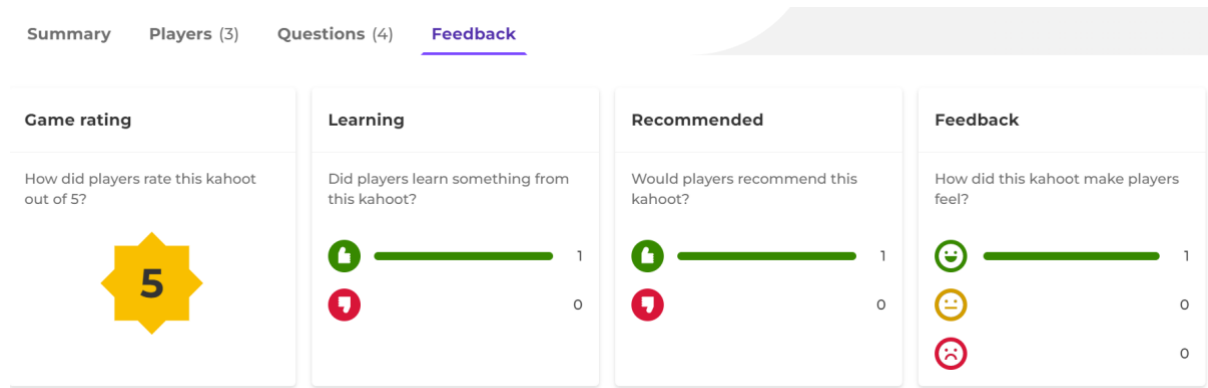 Summary Players (3) Questions (4) Feedback
Game rating
How did players rate this kahoot
out of 5?
5
Learning
Did players learn something from
this kahoot?
1
0
Recommended
Would players recommend this
kahoot?
1
0
Feedback
How did this kahoot make players
feel?
1
0
0